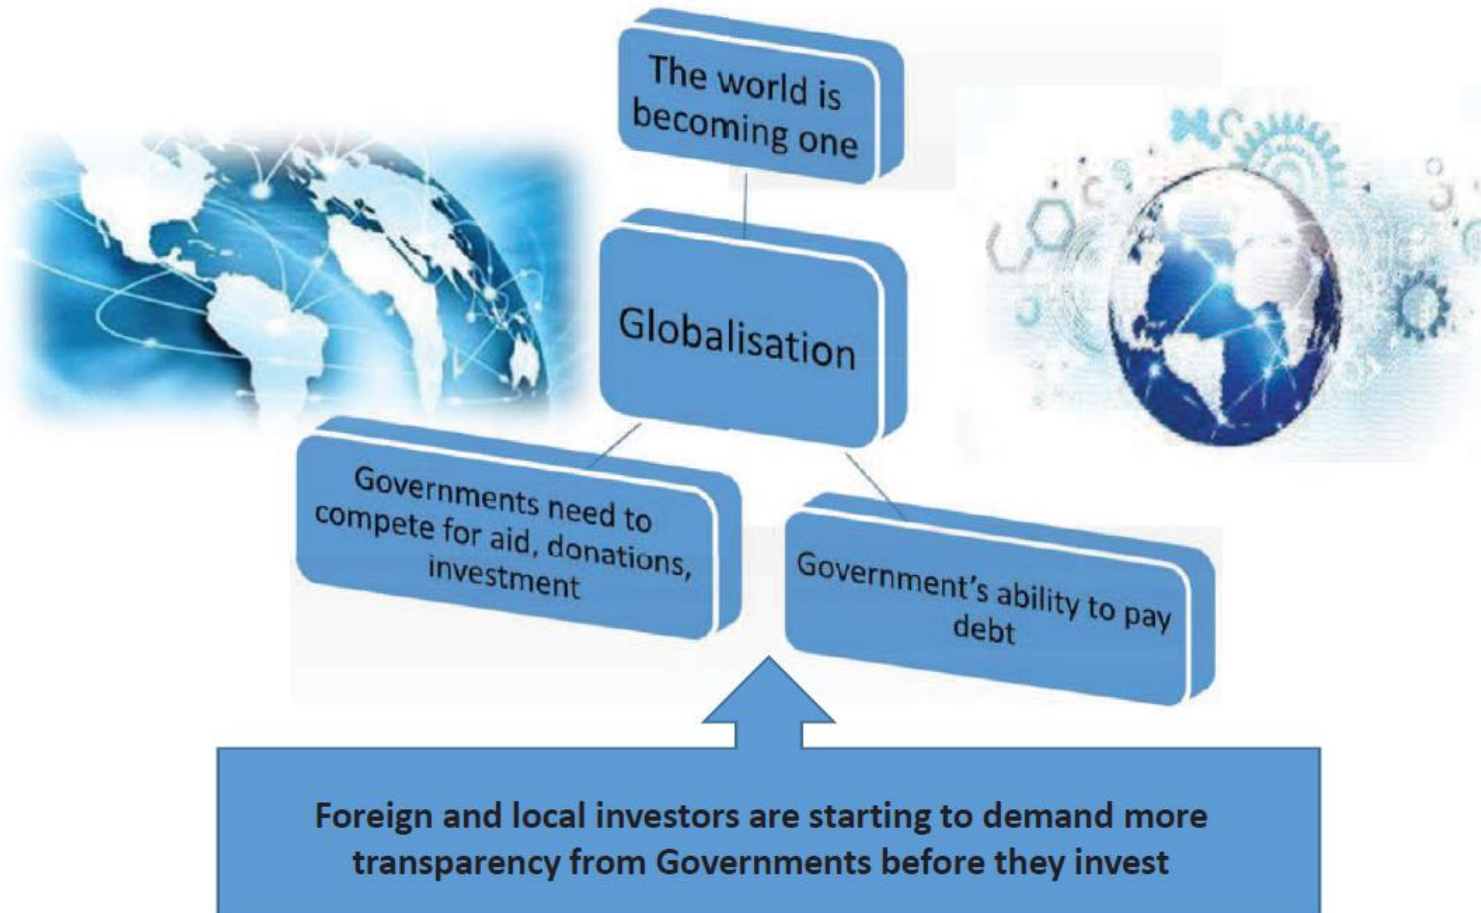 The world is
becoming one
Globalisation
Governments need to
compete for aid, donations,
investment
Government’s ability to pay
debt
Foreign and local investors are starting to demand more
transparency from Governments before they invest